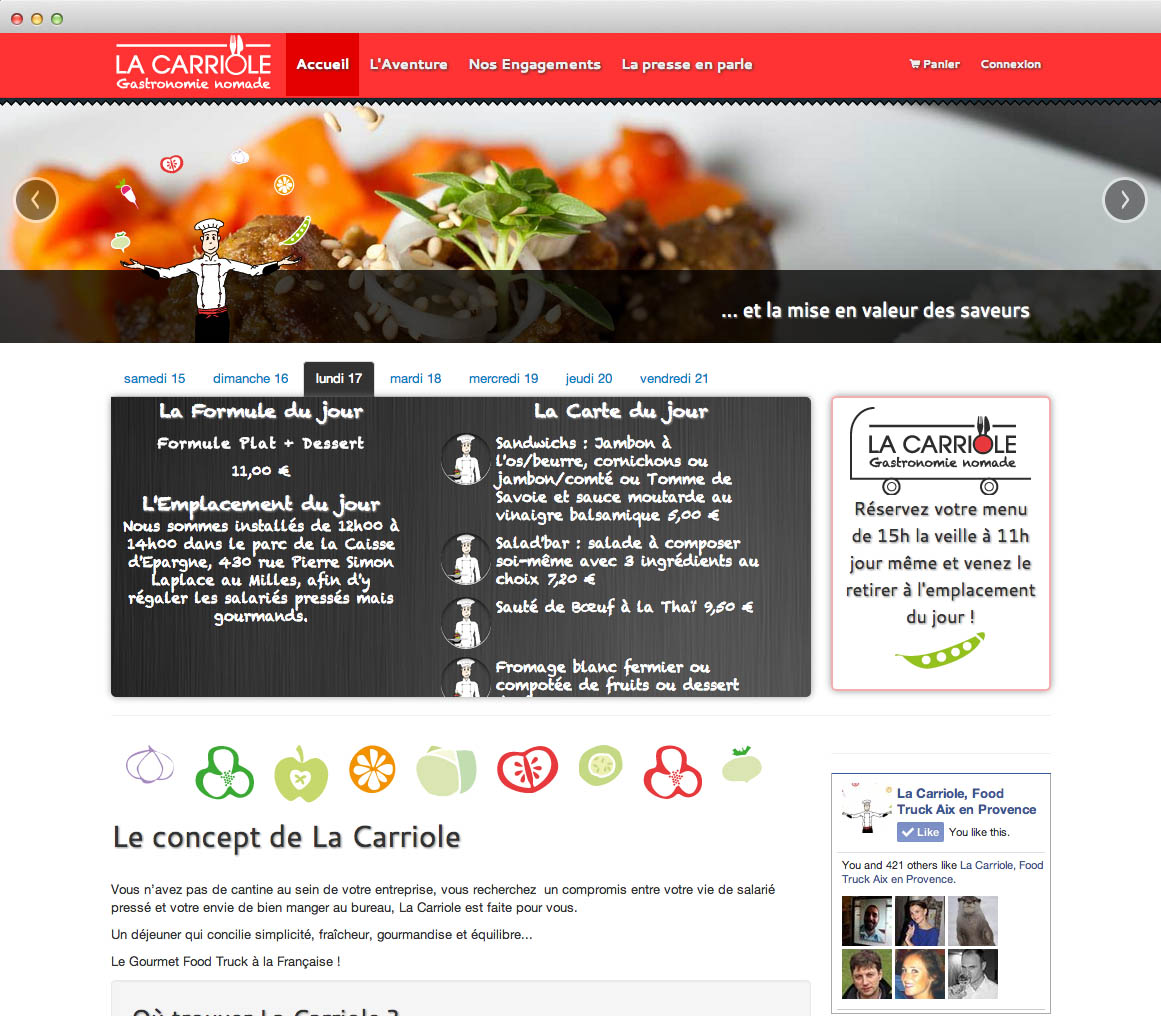 LA CARRIOLE
Gastronomie nomade
Accueil
L'Aventure
Nos Engagements
La presse en parle
Panier
Connexion
... et la mise en valeur des saveurs
samedi 15
dimanche 16
lundi 17
mardi 18
mercredi 19
jeudi 20
vendredi 21
La Formule du jour
Formule Plat + Dessert
11,00 €
L'Emplacement du jour
Nous sommes installés de 12h00 à
14h00 dans le parc de la Caisse
d'Epargne, 430 rue Pierre Simon
Laplace au Milles, afin d'y
régaler les salariés pressés mais
gourmands.
La Carte du jour
Sandwichs : Jambon à
l'os/beurre, cornichons ou
jambon/comté ou Tomme de
Savoie et sauce moutarde au
vinaigre balsamique 5,00 €
Salad'bar : salade à composer
soi-même avec 3 ingrédients au
choix 7,20 €
Sauté de Bœuf à la Thaï 9,50 €
Fromage blanc fermier ou
compotée de fruits ou dessert
LA CARRIOLE
Gastronomie nomade
Réservez votre menu
de 15h la veille à 11h
jour même et venez le
retirer à l'emplacement
du jour !
Le concept de La Carriole
Vous n'avez pas de cantine au sein de votre entreprise, vous recherchez  un compromis entre votre vie de salarié
pressé et votre envie de bien manger au bureau, La Carriole est faite pour vous.
Un déjeuner qui concilie simplicité, fraîcheur, gourmandise et équilibre...
Le Gourmet Food Truck à la Française !
Où trouver La Carriole ?
La Carriole, Food
Truck Aix en Provence
Like
You like this.
You and 421 others like La Carriole, Food
Truck Aix en Provence.